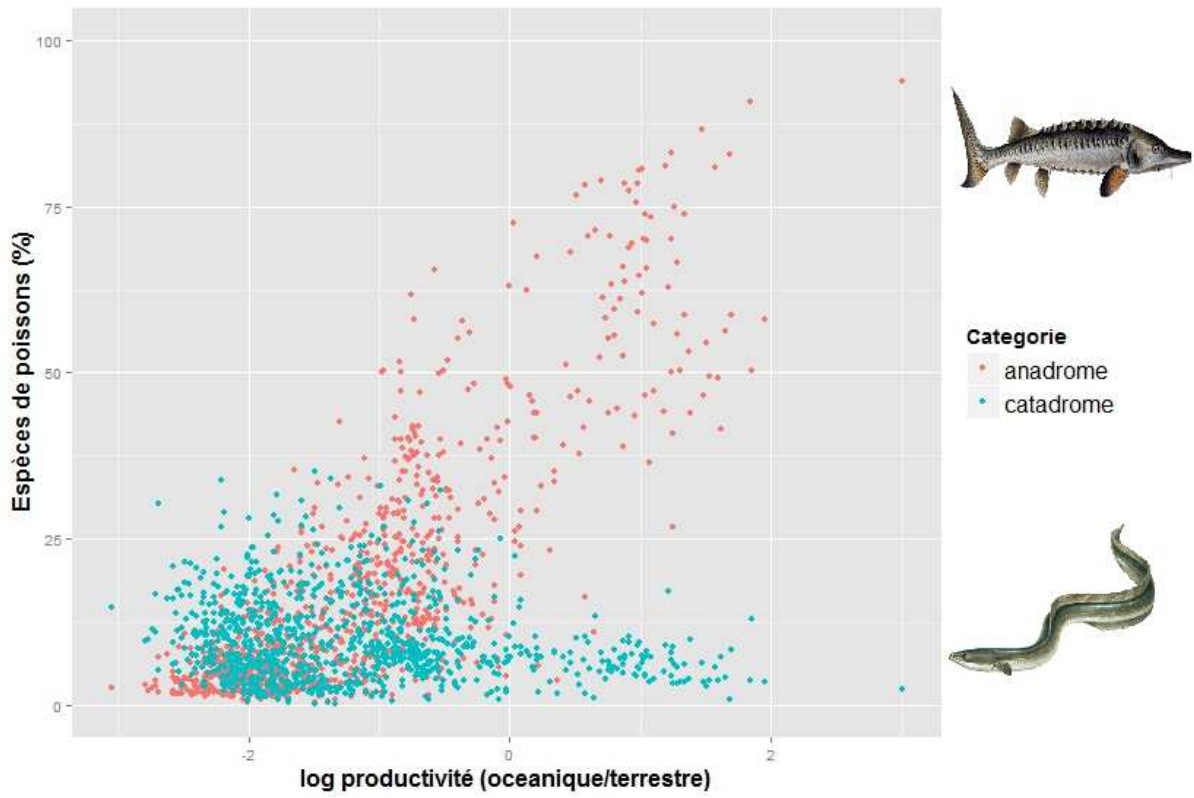 100
75
50
25
0
Espèces de poissons (%)
-2
0
2
log productivité (oceanique/terrestre)
Categorie
anadrome
catadrome